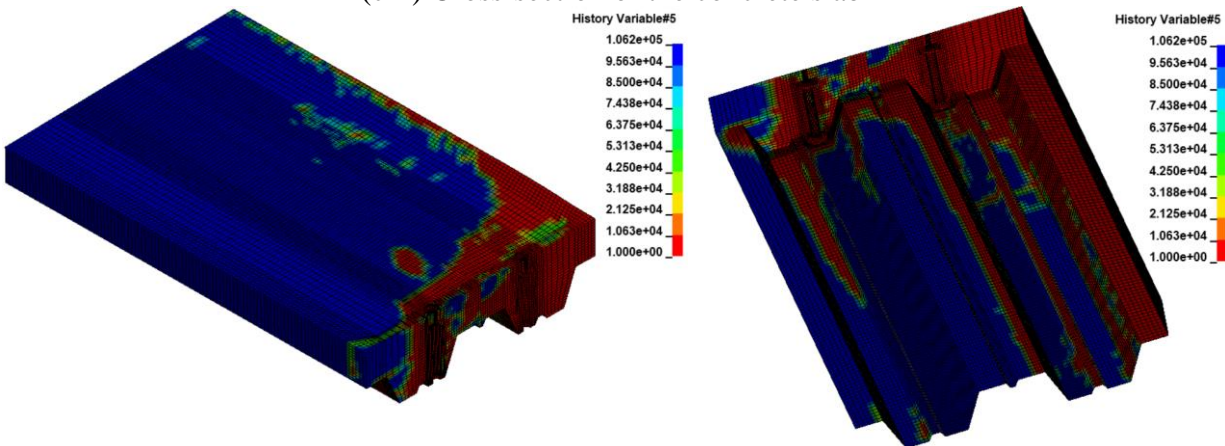 History Variable#5
1.062e+05
9.563e+04
8.500e+04
7.438e+04
6.375e+04
5.313e+04
4.250e+04
3.188e+04
2.125e+04
1.063e+04
1.000e+00
History Variable#5
1.062e+05
9.563e+04
8.500e+04
7.438e+04
6.375e+04
5.313e+04
4.250e+04
3.188e+04
2.125e+04
1.063e+04
1.000e+00